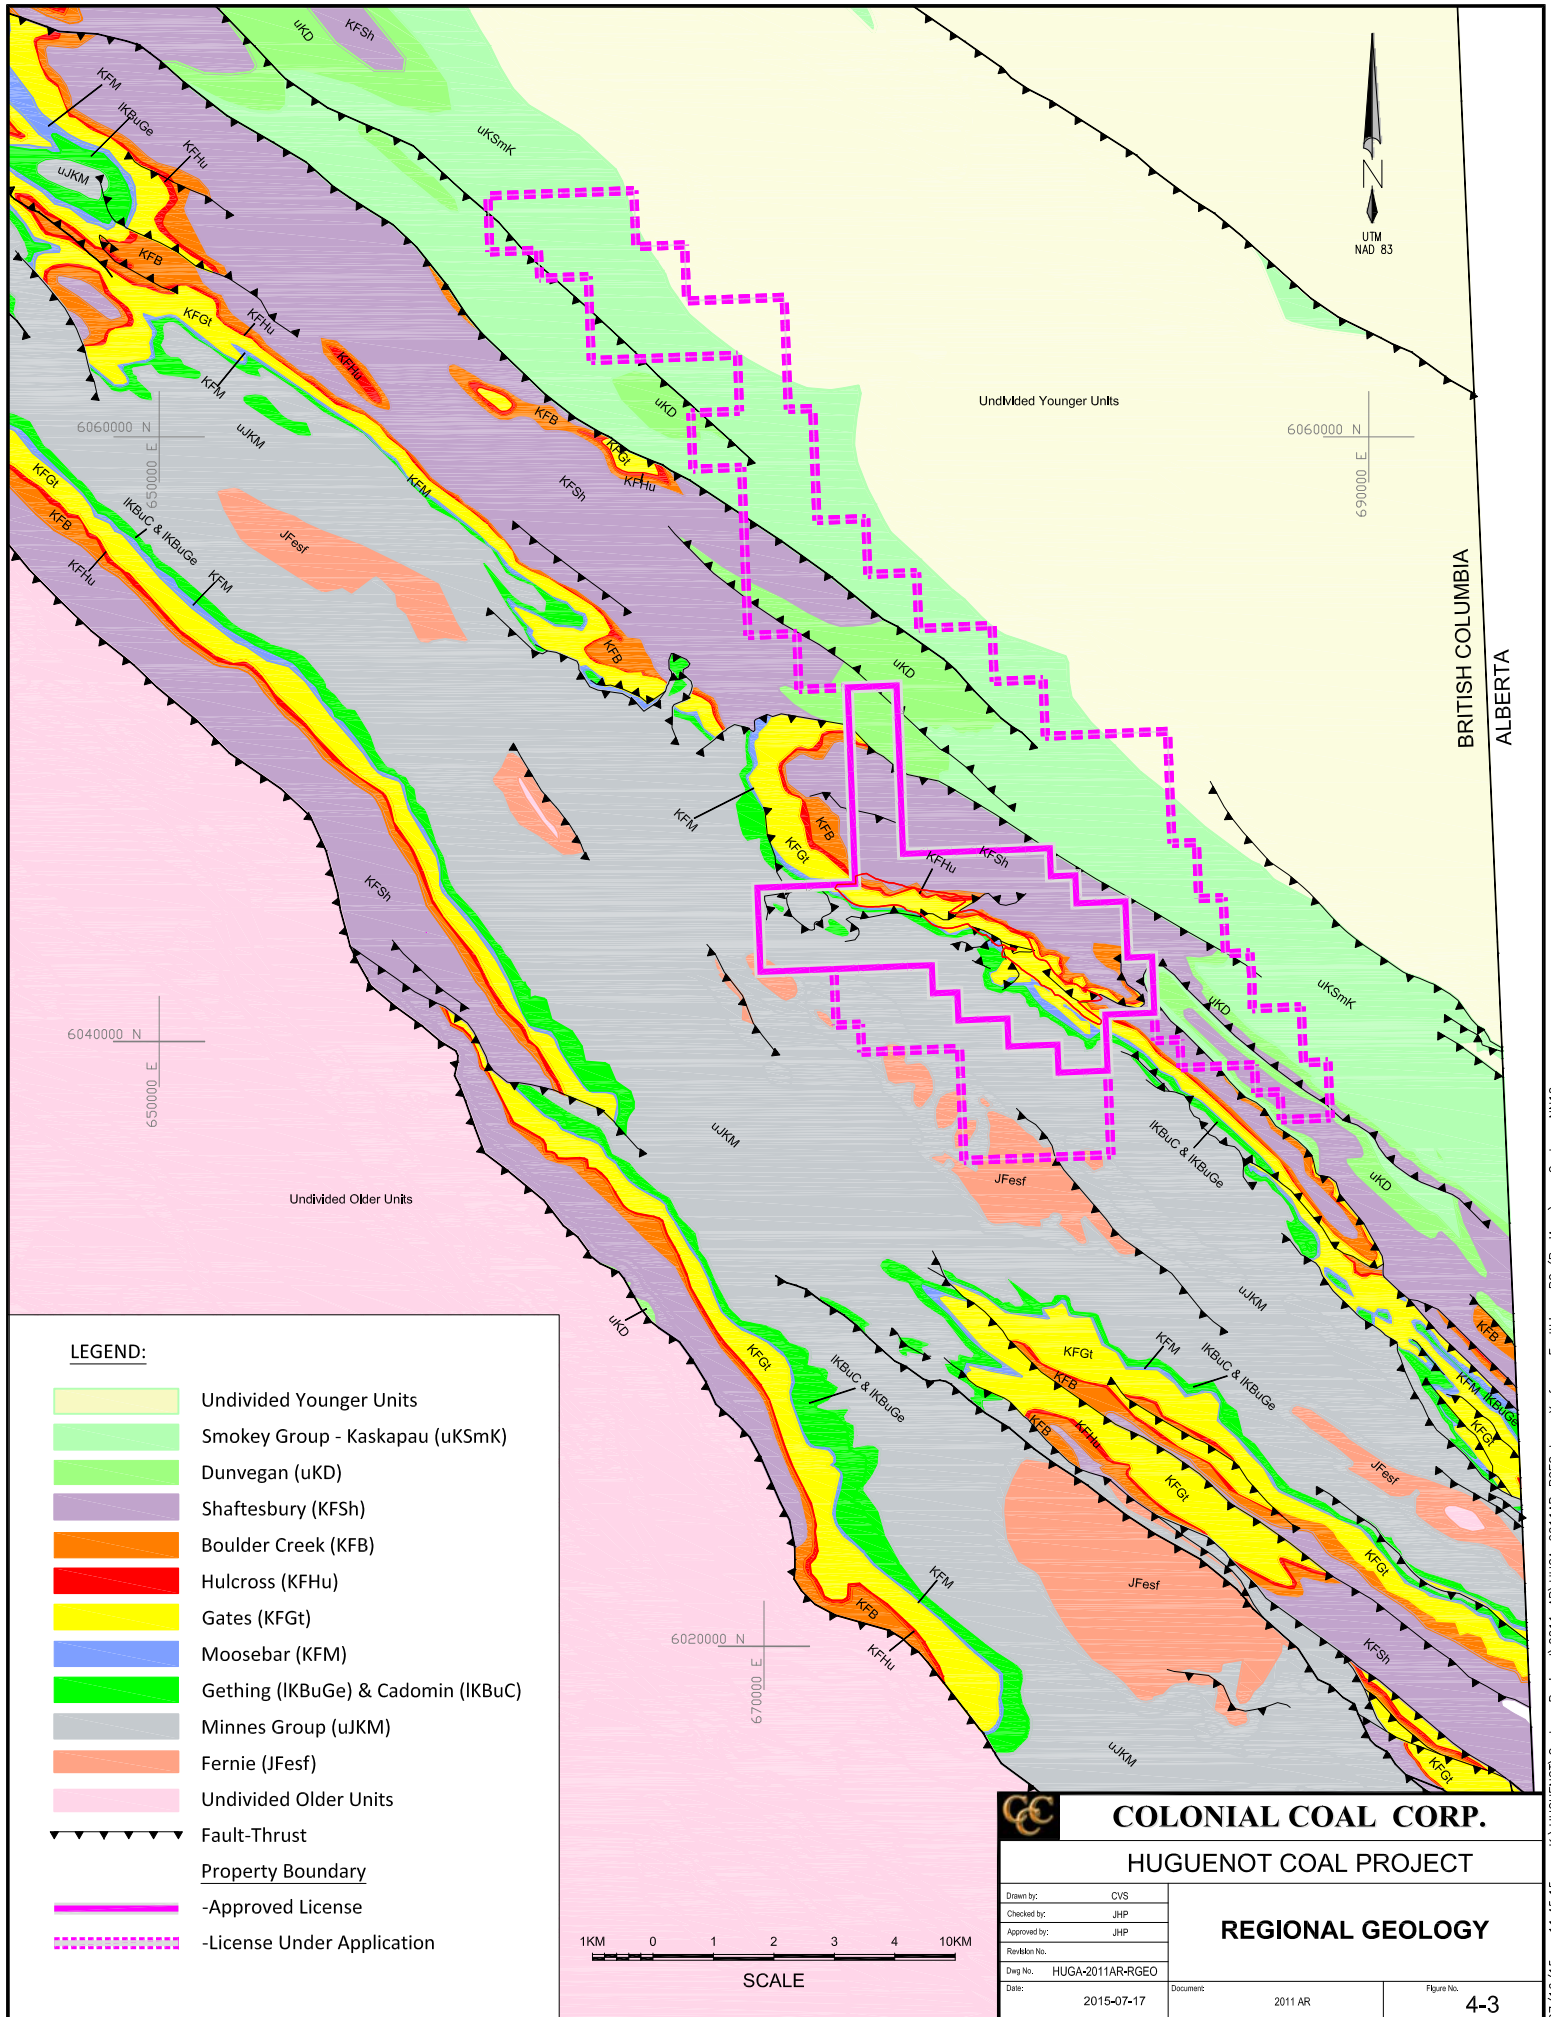 uKD
KFSh
KFM
lKBuGe
KFHu
uJKM
uKSmK
KFB
UTM
NAD 83
N
KFGt
KFHu
KFM
KFHu
uKD
KFB
Undivided Younger Units
6060000 N
650000 E
uJKM
KFGt
KFHu
6060000 N
690000 E
KFGt
KFB
KFHu
lKBuC & lKBuGe
KFM
KFM
KFSh
JFesf
BRITISH COLUMBIA
ALBERTA
KFB
uKD
KFM
KFB
KFGt
KFHu
KFSh
KFSh
uKSmK
uKD
6040000 N
650000 E
uJKM
lKBuC & lKBuGe
JFesf
uKD
Undivided Older Units
uKD
uJKM
KFGt
lKBuC & lKBuGe
KFGt
KFM
lKBuC & lKBuGe
KFB
KFB
KFHu
KFGt
KFB
KFM
lKBuGe
KFGt
JFesf
KFGt
JFesf
KFM
KFB
KFHu
6020000 N
670000 E
KFSh
uJKM
KFGt
LEGEND:
Undivided Younger Units
Smokey Group - Kaskapau (uKSmK)
Dunvegan (uKD)
Shaftesbury (KFSh)
Boulder Creek (KFB)
Hulcross (KFHu)
Gates (KFGt)
Moosebar (KFM)
Gething (lKBuGe) & Cadomin (lKBuC)
Minnes Group (uJKM)
Fernie (JFesf)
Undivided Older Units
Fault-Thrust
Property Boundary
-Approved License
-License Under Application
1KM 0 1 2 3 4 10KM
SCALE
CCC
COLONIAL COAL CORP.
HUGUENOT COAL PROJECT
Drawn by: CVS
Checked by: JHP
Approved by: JHP
Revision No.
Dwg No. HUGA-2011AR-RGEO
Date: 2015-07-17
REGIONAL GEOLOGY
Document: 2011 AR
Figure No. 4-3